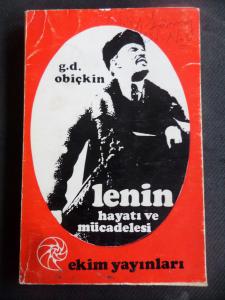 g.d.
obiçkin
lenin
hayatı ve
mücadelesi
ekim yayınları